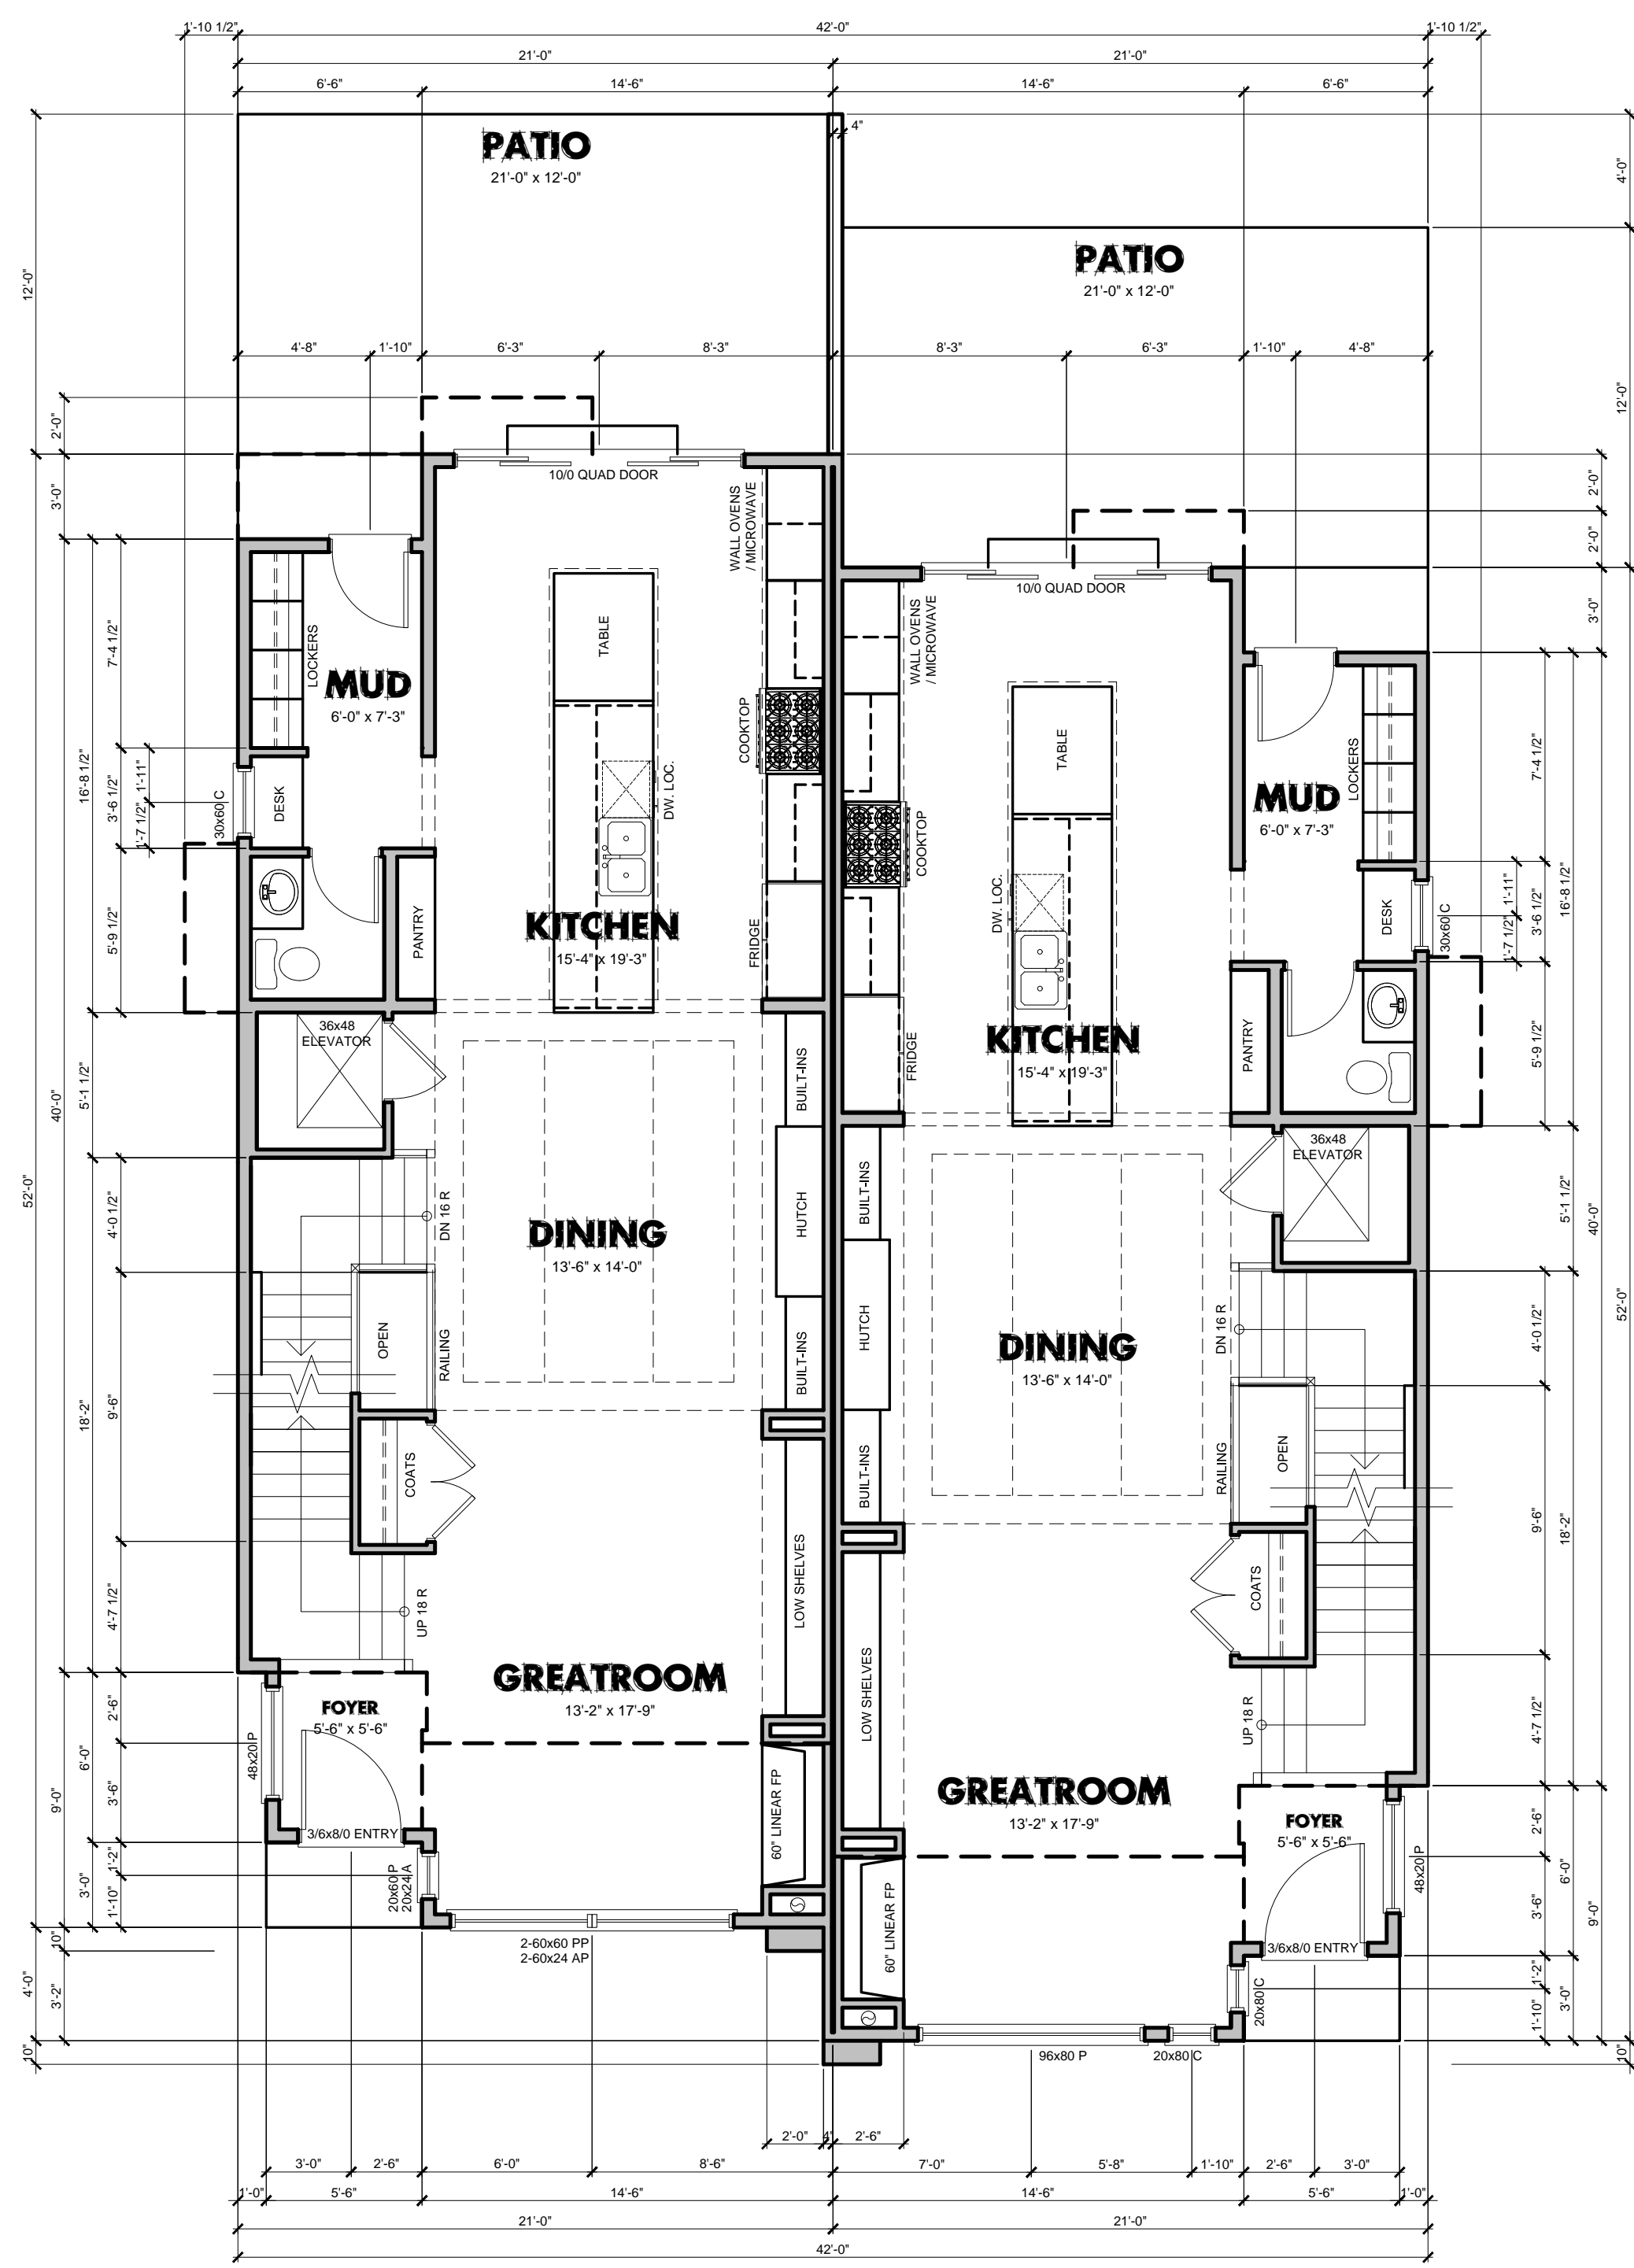 1'-10 1/2"
42'-0"
1'-10 1/2"
21'-0"
21'-0"
6'-6"
14'-6"
14'-6"
6'-6"
PATIO
21'-0" x 12'-0"
4"
4'-0"
PATIO
21'-0" x 12'-0"
12'-0"
4'-8"
1'-10"
6'-3"
8'-3"
8'-3"
6'-3"
1'-10"
4'-8"
12'-0"
2'-0"
3'-0"
10/0 QUAD DOOR
WALL OVENS
/ MICROWAVE
2'-0"
2'-0"
10/0 QUAD DOOR
WALL OVENS
/ MICROWAVE
3'-0"
LOCKERS
TABLE
MUD
6'-0" x 7'-3"
7'-4 1/2"
COOKTOP
TABLE
LOCKERS
7'-4 1/2"
16'-8 1/2"
3'-6 1/2"
1'-11"
1'-7 1/2"
30x60 C
DESK
DW. LOC.
MUD
6'-0" x 7'-3"
COOKTOP
5'-9 1/2"
PANTRY
KITCHEN
15'-4" x 19'-3"
FRIDGE
DW. LOC.
DESK
30x60 C
1'-11"
1'-7 1/2"
3'-6 1/2"
16'-8 1/2"
36x48
ELEVATOR
KITCHEN
15'-4" x 19'-3"
FRIDGE
PANTRY
5'-9 1/2"
5'-1 1/2"
40'-0"
52'-0"
BUILT-INS
HUTCH
BUILT-INS
DN 16 R
DINING
13'-6" x 14'-0"
4'-0 1/2"
36x48
ELEVATOR
BUILT-INS
HUTCH
BUILT-INS
5'-1 1/2"
40'-0"
52'-0"
OPEN
RAILING
DN 16 R
DINING
13'-6" x 14'-0"
4'-0 1/2"
18'-2"
9'-6"
COATS
RAILING
OPEN
9'-6"
18'-2"
LOW SHELVES
4'-7 1/2"
UP 18 R
COATS
GREATROOM
13'-2" x 17'-9"
FOYER
5'-6" x 5'-6"
LOW SHELVES
UP 18 R
4'-7 1/2"
2'-6"
6'-0"
9'-0"
3'-6"
48x20 P
3/6x8/0 ENTRY
60" LINEAR FP
GREATROOM
13'-2" x 17'-9"
FOYER
5'-6" x 5'-6"
2'-6"
48x20 P
6'-0"
9'-0"
3'-6"
3'-0"
1'-2"
1'-10"
20x60 P
20x24 A
2-60x60 PP
2-60x24 AP
60" LINEAR FP
3/6x8/0 ENTRY
20x80 C
1'-2"
1'-10"
3'-0"
10"
4'-0"
3'-2"
10"
96x80 P
20x80 C
10"
2'-0"
4"
2'-6"
3'-0"
2'-6"
6'-0"
8'-6"
7'-0"
5'-8"
1'-10"
2'-6"
3'-0"
1'-0"
5'-6"
14'-6"
14'-6"
5'-6"
1'-0"
21'-0"
21'-0"
42'-0"